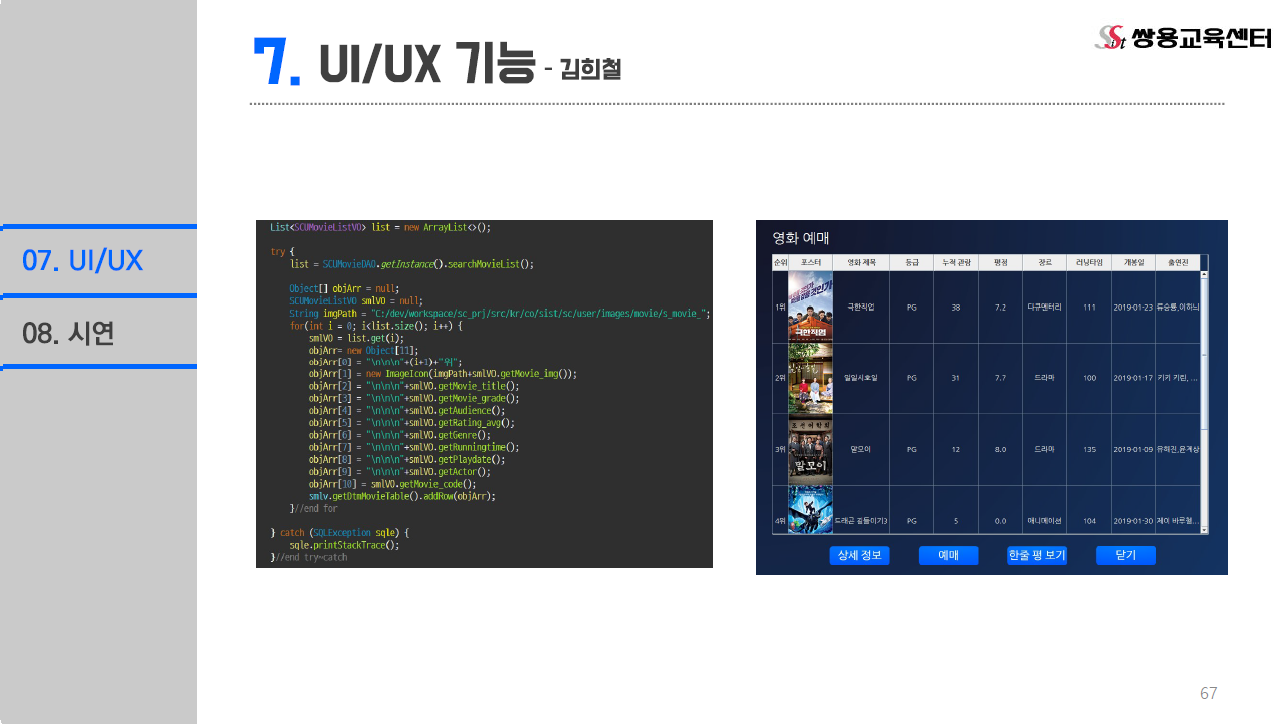 7. UI/UX 기능 - 김희철
Sist 쌍용교육센터
07. UI/UX
08. 시연
List<SCUMovieListVO> list = new ArrayList<>();
try {
list = SCUMovieDAO.getInstance().searchMovieList();
Object[] objArr = null;
SCUMovieListVO smlVO = null;
String imgPath = "C:/dev/workspace/sc_prj/src/kr/co/sist/sc/user/images/movie/s_movie_";
for(int i = 0; i<list.size(); i++) {
smlVO = list.get(i);
objArr= new Object[11];
objArr[0] = "\n\n\n"+(i+1)+"위";
objArr[1] = new ImageIcon(imgPath+smlVO.getMovie_img());
objArr[2] = "\n\n\n"+smlVO.getMovie_title();
objArr[3] = "\n\n\n"+smlVO.getMovie_grade();
objArr[4] = "\n\n\n"+smlVO.getAudience();
objArr[5] = "\n\n\n"+smlVO.getRating_avg();
objArr[6] = "\n\n\n"+smlVO.getGenre();
objArr[7] = "\n\n\n"+smlVO.getRunningtime();
objArr[8] = "\n\n\n"+smlVO.getPlaydate();
objArr[9] = "\n\n\n"+smlVO.getActor();
objArr[10] = smlVO.getMovie_code();
smlv.getDtmMovieTable().addRow(objArr);
}//end for
} catch (SQLException sqle) {
sqle.printStackTrace();
}//end try~catch
영화 예매
순위 포스터 영화 제목 등급 누적 관람 평점 장르 러닝타임 개봉일 출연진
1위 극한직업 극한직업 PG 38 7.2 다큐멘터리 111 2019-01-23 류승룡,이하늬
2위 일일시호일 PG 31 7.7 드라마 100 2019-01-17 키키 키린, ...
3위 조선어학회 말모이 말모이 PG 12 8.0 드라마 135 2019-01-09 유해진,윤계상
4위 드래곤 길들이기3 PG 5 0.0 애니메이션 104 2019-01-30 제이 바루첼...
상세 정보 예매 한줄 평 보기 닫기
67